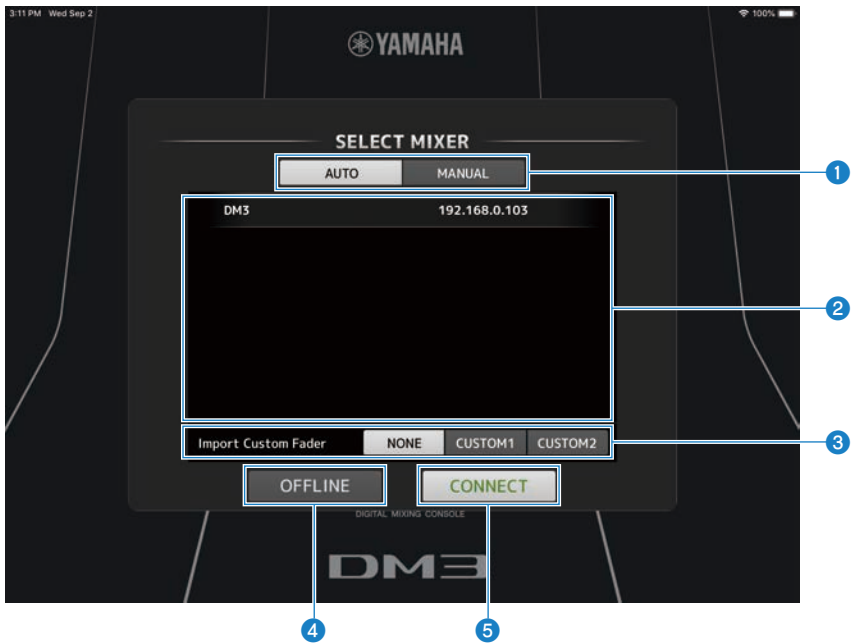 3:11 PM Wed Sep 2 100%
YAMAHA
SELECT MIXER
AUTO MANUAL
1
DM3 192.168.0.103
2
Import Custom Fader NONE CUSTOM1 CUSTOM2
3
OFFLINE CONNECT
DIGITAL MIXING CONSOLE
DM3
4 5